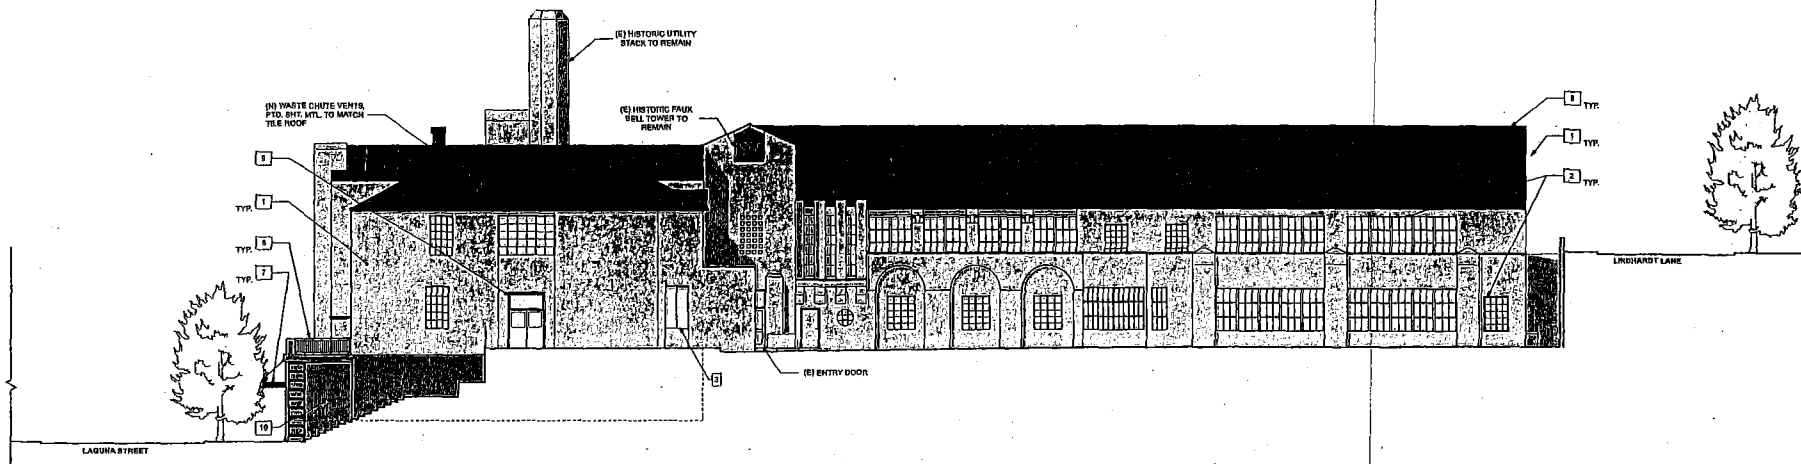 (E) HISTORIC UTILITY
STACK TO REMAIN
(N) WASTE CHUTE VENTS,
PTD. SHT. MTL. TO MATCH
TILE ROOF
(E) HISTORIC FAUX
BELL TOWER TO
REMAIN
8 TYP.
1 TYP.
2 TYP.
9
TYP. 1
TYP. 6
TYP. 7
LINDHARDT LANE
3
(E) ENTRY DOOR
10
LAGUNA STREET